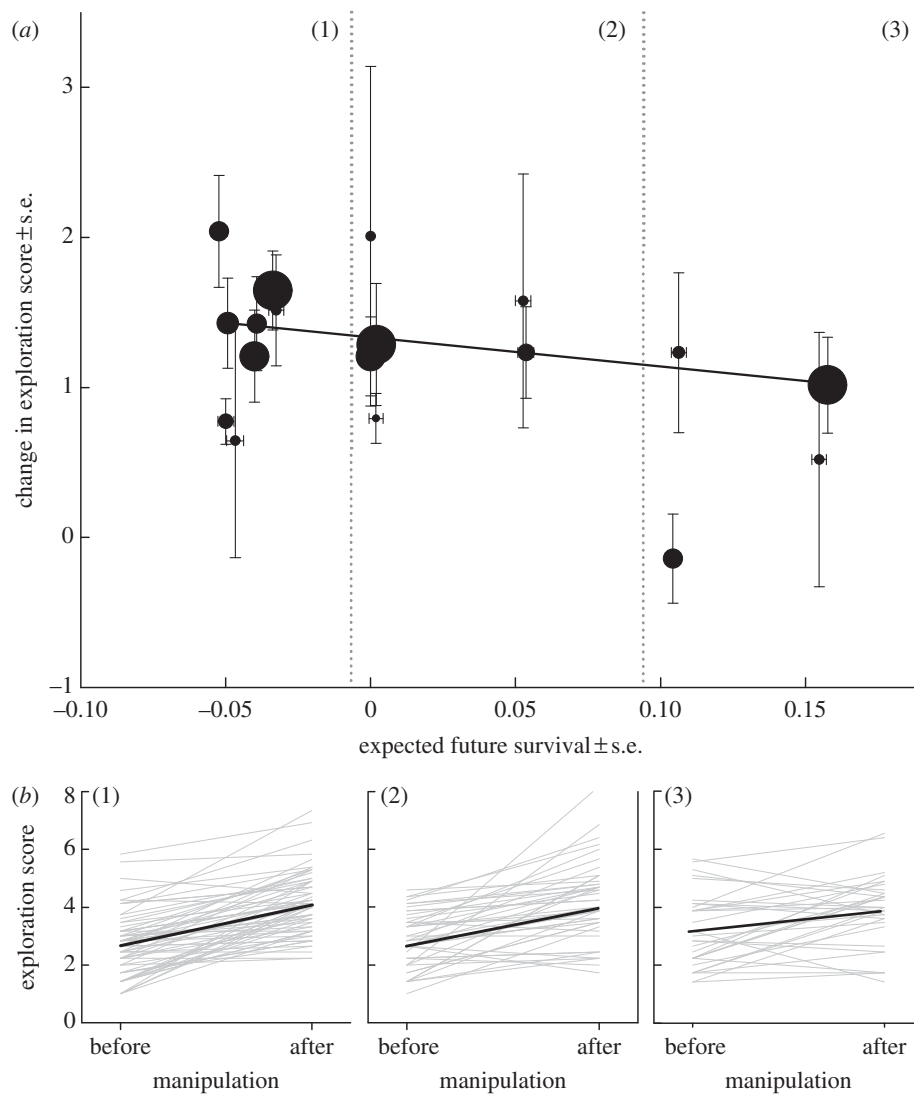 (a) (1) (2) (3)
3
2
1
0
–1
change in exploration score ± s.e.
–0.10 –0.05 0 0.05 0.10 0.15
expected future survival ± s.e.
(b) (1) (2) (3)
8
6
4
2
0
exploration score
before after before after before after
manipulation manipulation manipulation